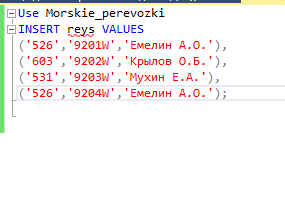 Use Morskie_perevozki
INSERT reys VALUES
('526','9201W','Емелин А.О.'),
('603','9202W','Крылов О.Б.'),
('531','9203W','Мухин Е.А.'),
('526','9204W','Емелин А.О.');